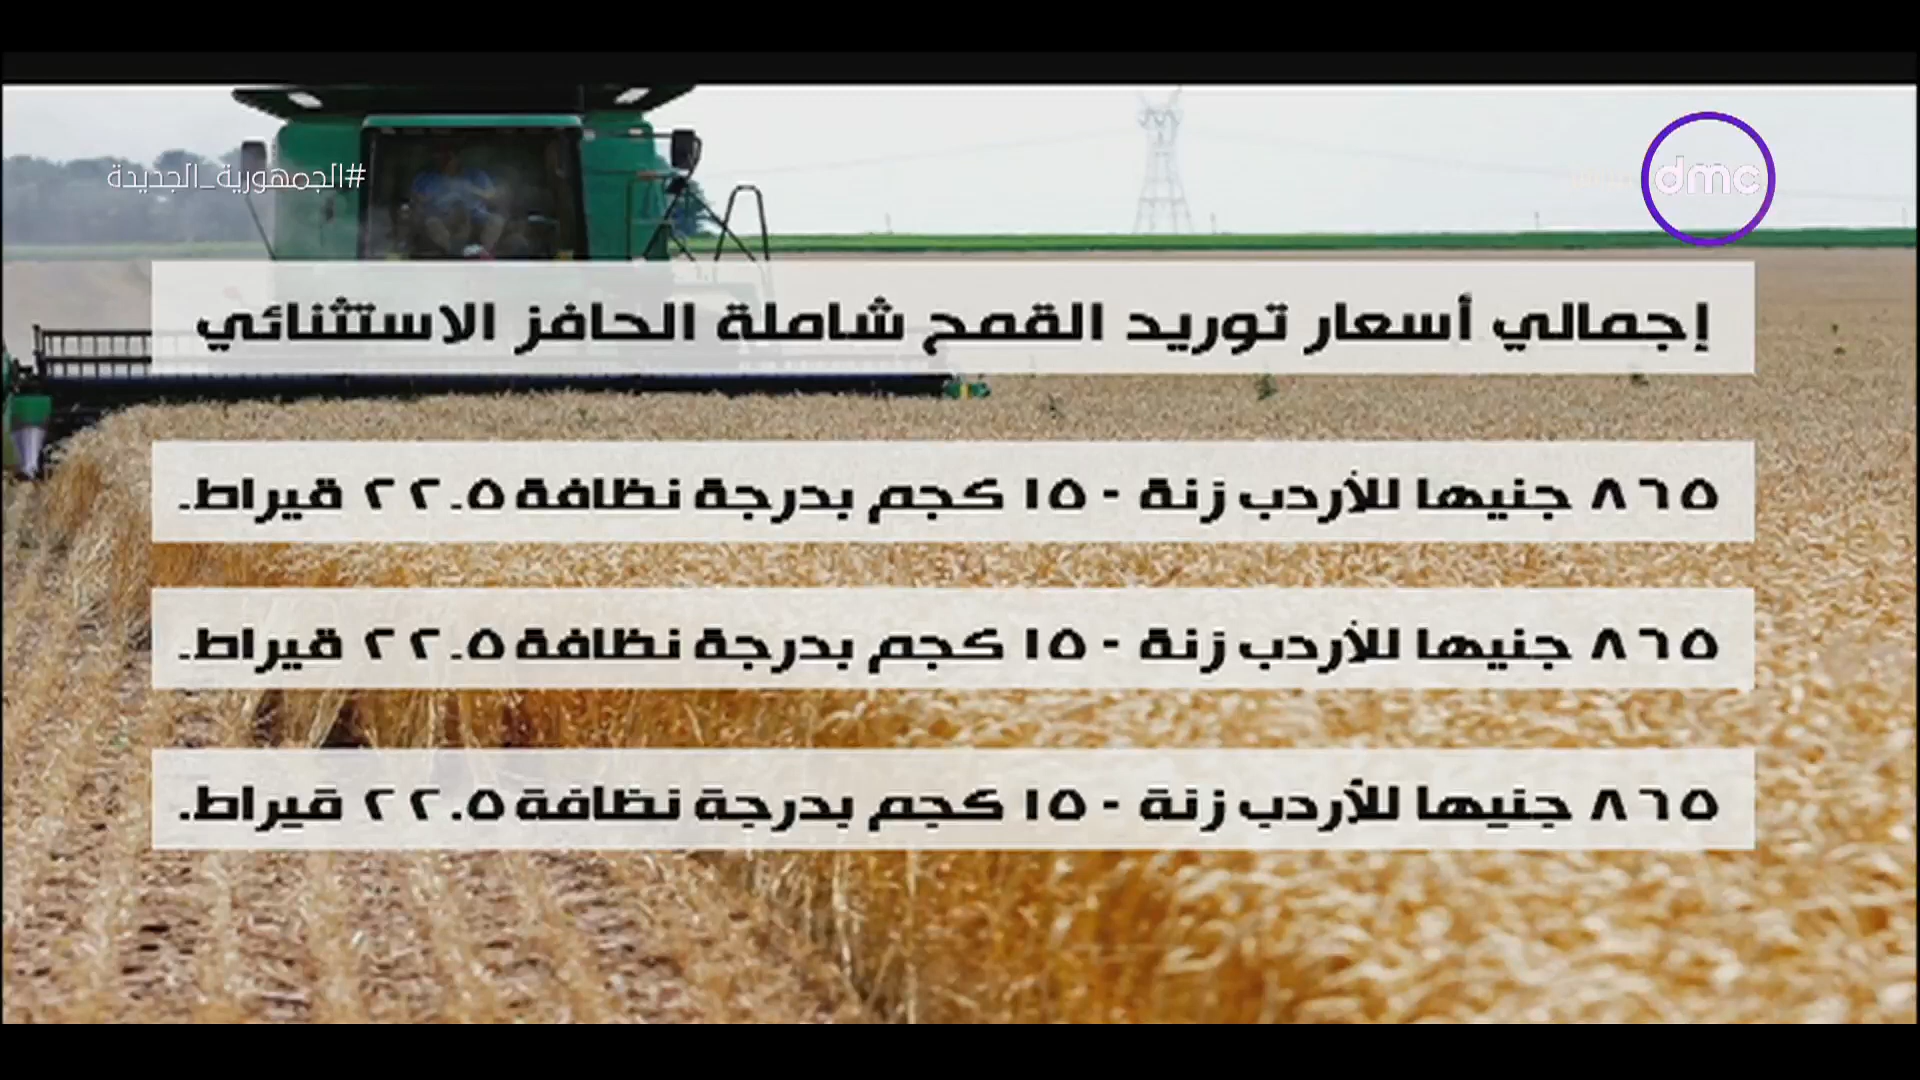 #الجمهورية_الجديدة
dmc
إجمالي أسعار توريد القمح شاملة الحافز الاستثنائي
٨٦٥ جنيها للأردب زنة - ١٥ كجم بدرجة نظافة ٢٢.٥ قيراط.
٨٦٥ جنيها للأردب زنة - ١٥ كجم بدرجة نظافة ٢٢.٥ قيراط.
٨٦٥ جنيها للأردب زنة - ١٥ كجم بدرجة نظافة ٢٢.٥ قيراط.